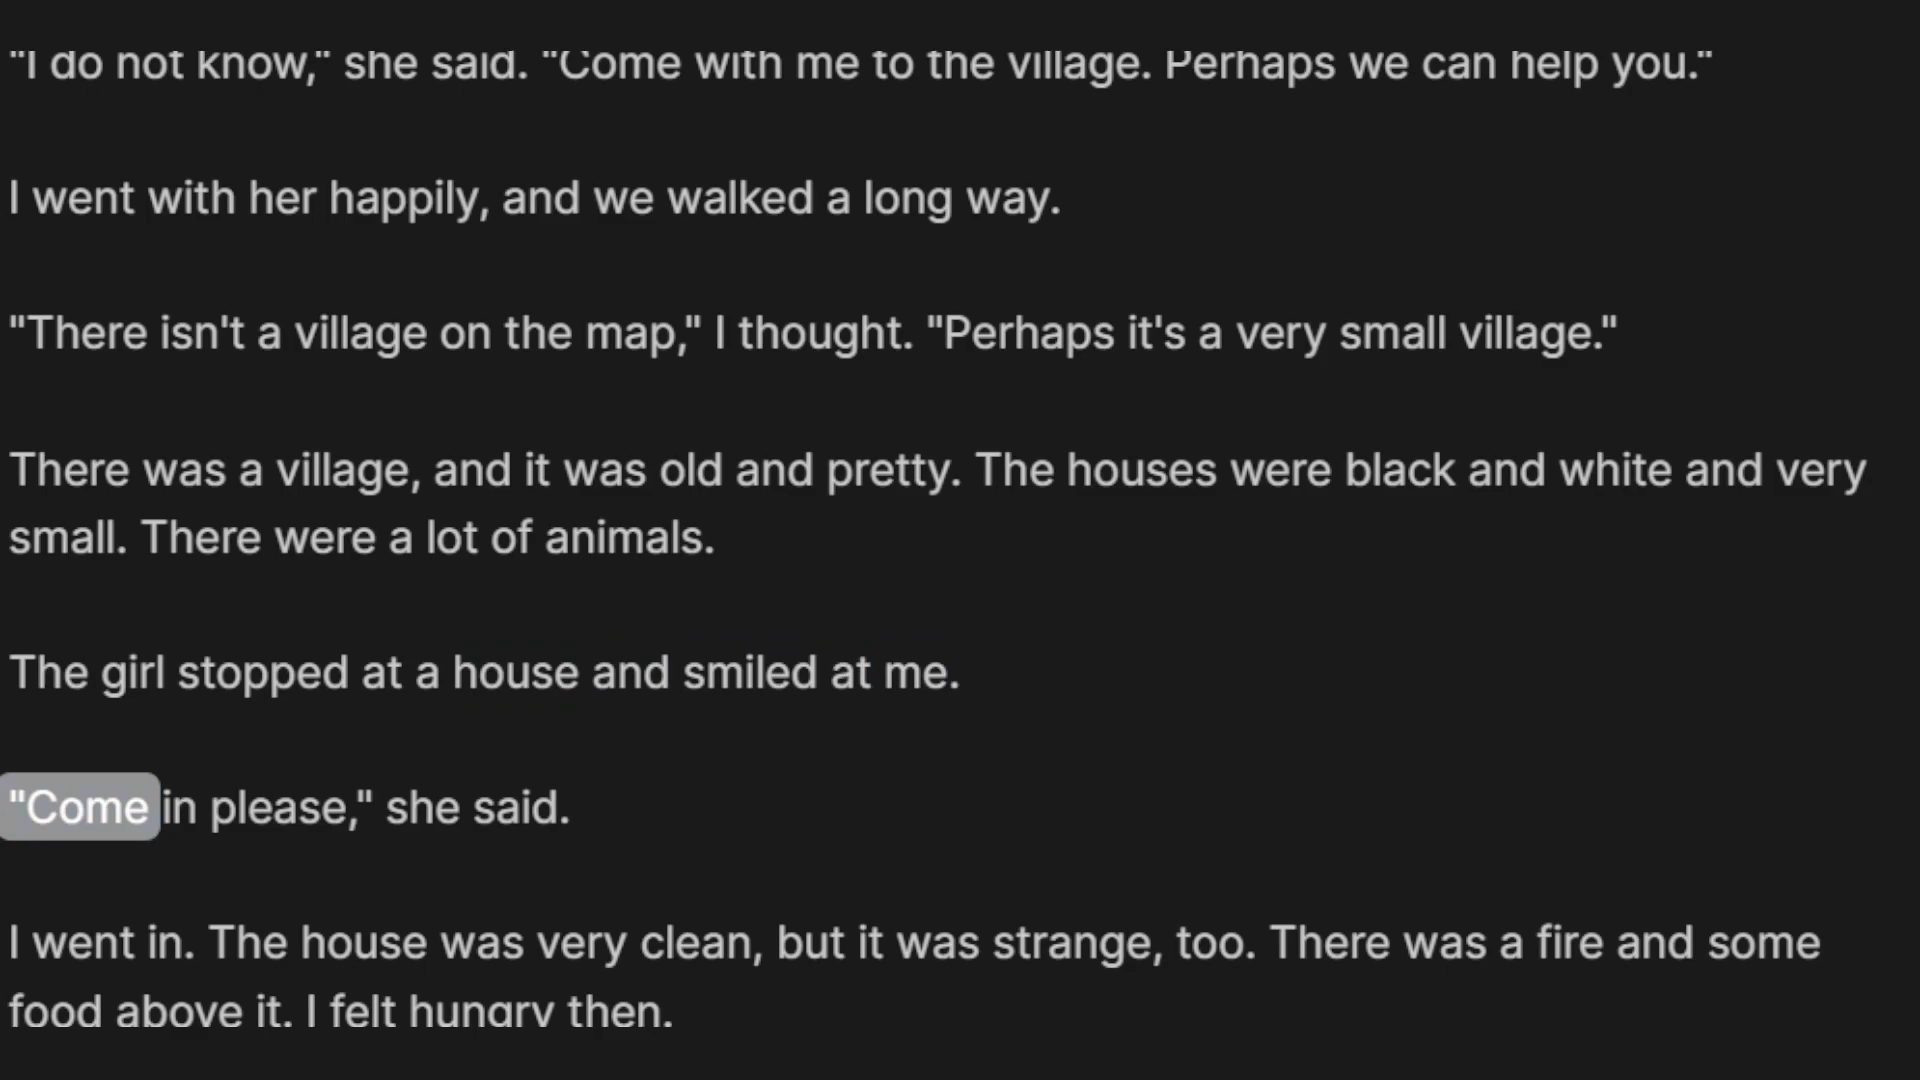 "I do not know," she said. "Come with me to the village. Perhaps we can help you."
I went with her happily, and we walked a long way.
"There isn't a village on the map," I thought. "Perhaps it's a very small village."
There was a village, and it was old and pretty. The houses were black and white and very
small. There were a lot of animals.
The girl stopped at a house and smiled at me.
"Come in please," she said.
I went in. The house was very clean, but it was strange, too. There was a fire and some
food above it. I felt hungry then.